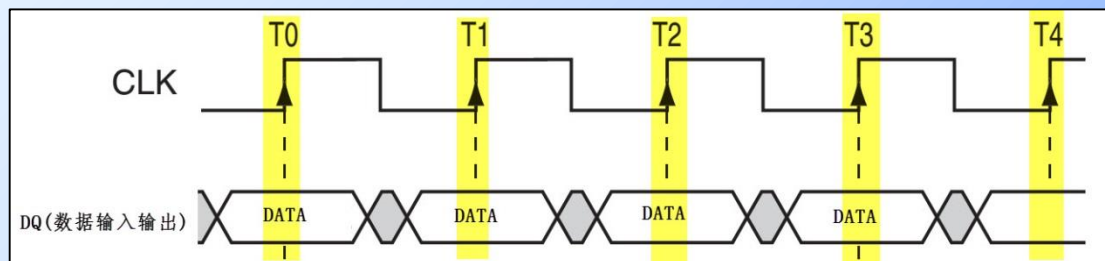 T0 T1 T2 T3 T4
CLK
DQ(数据输入输出) DATA DATA DATA DATA